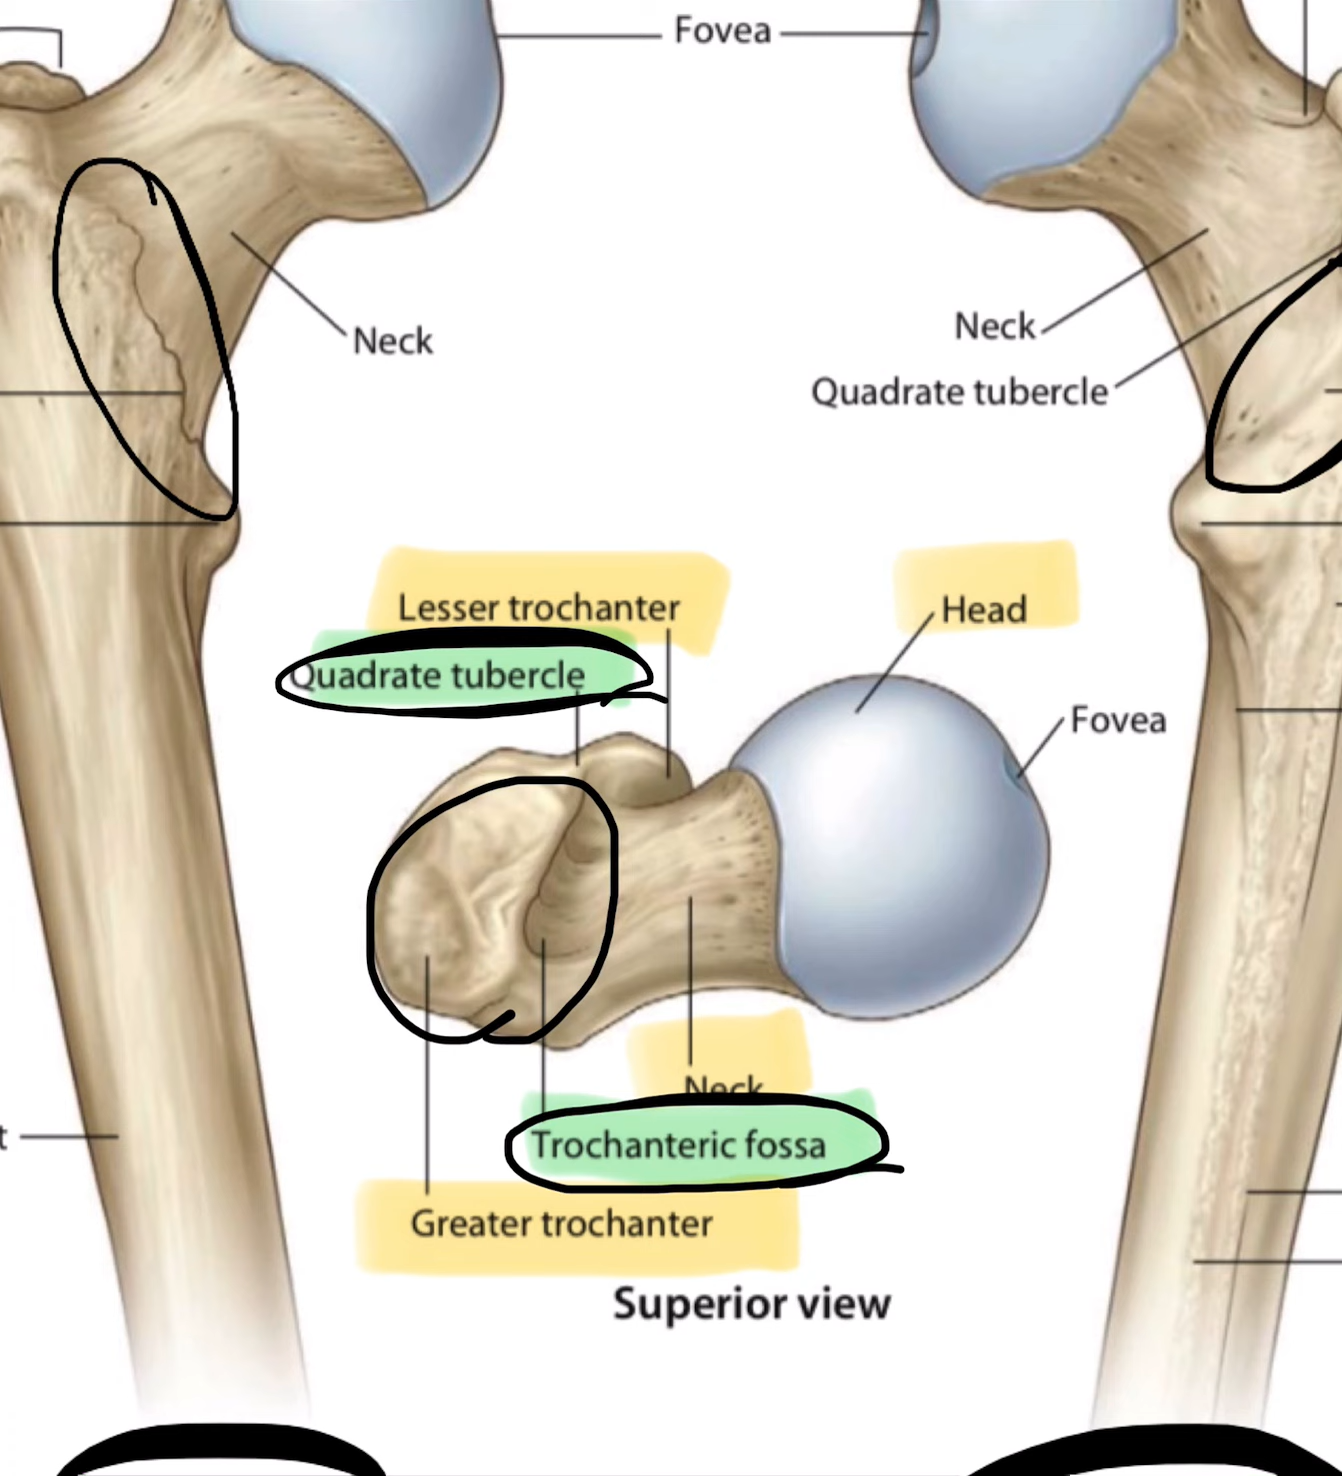 Fovea
Neck
Neck
Quadrate tubercle
Lesser trochanter
Head
Quadrate tubercle
Fovea
Neck
t
Trochanteric fossa
Greater trochanter
Superior view